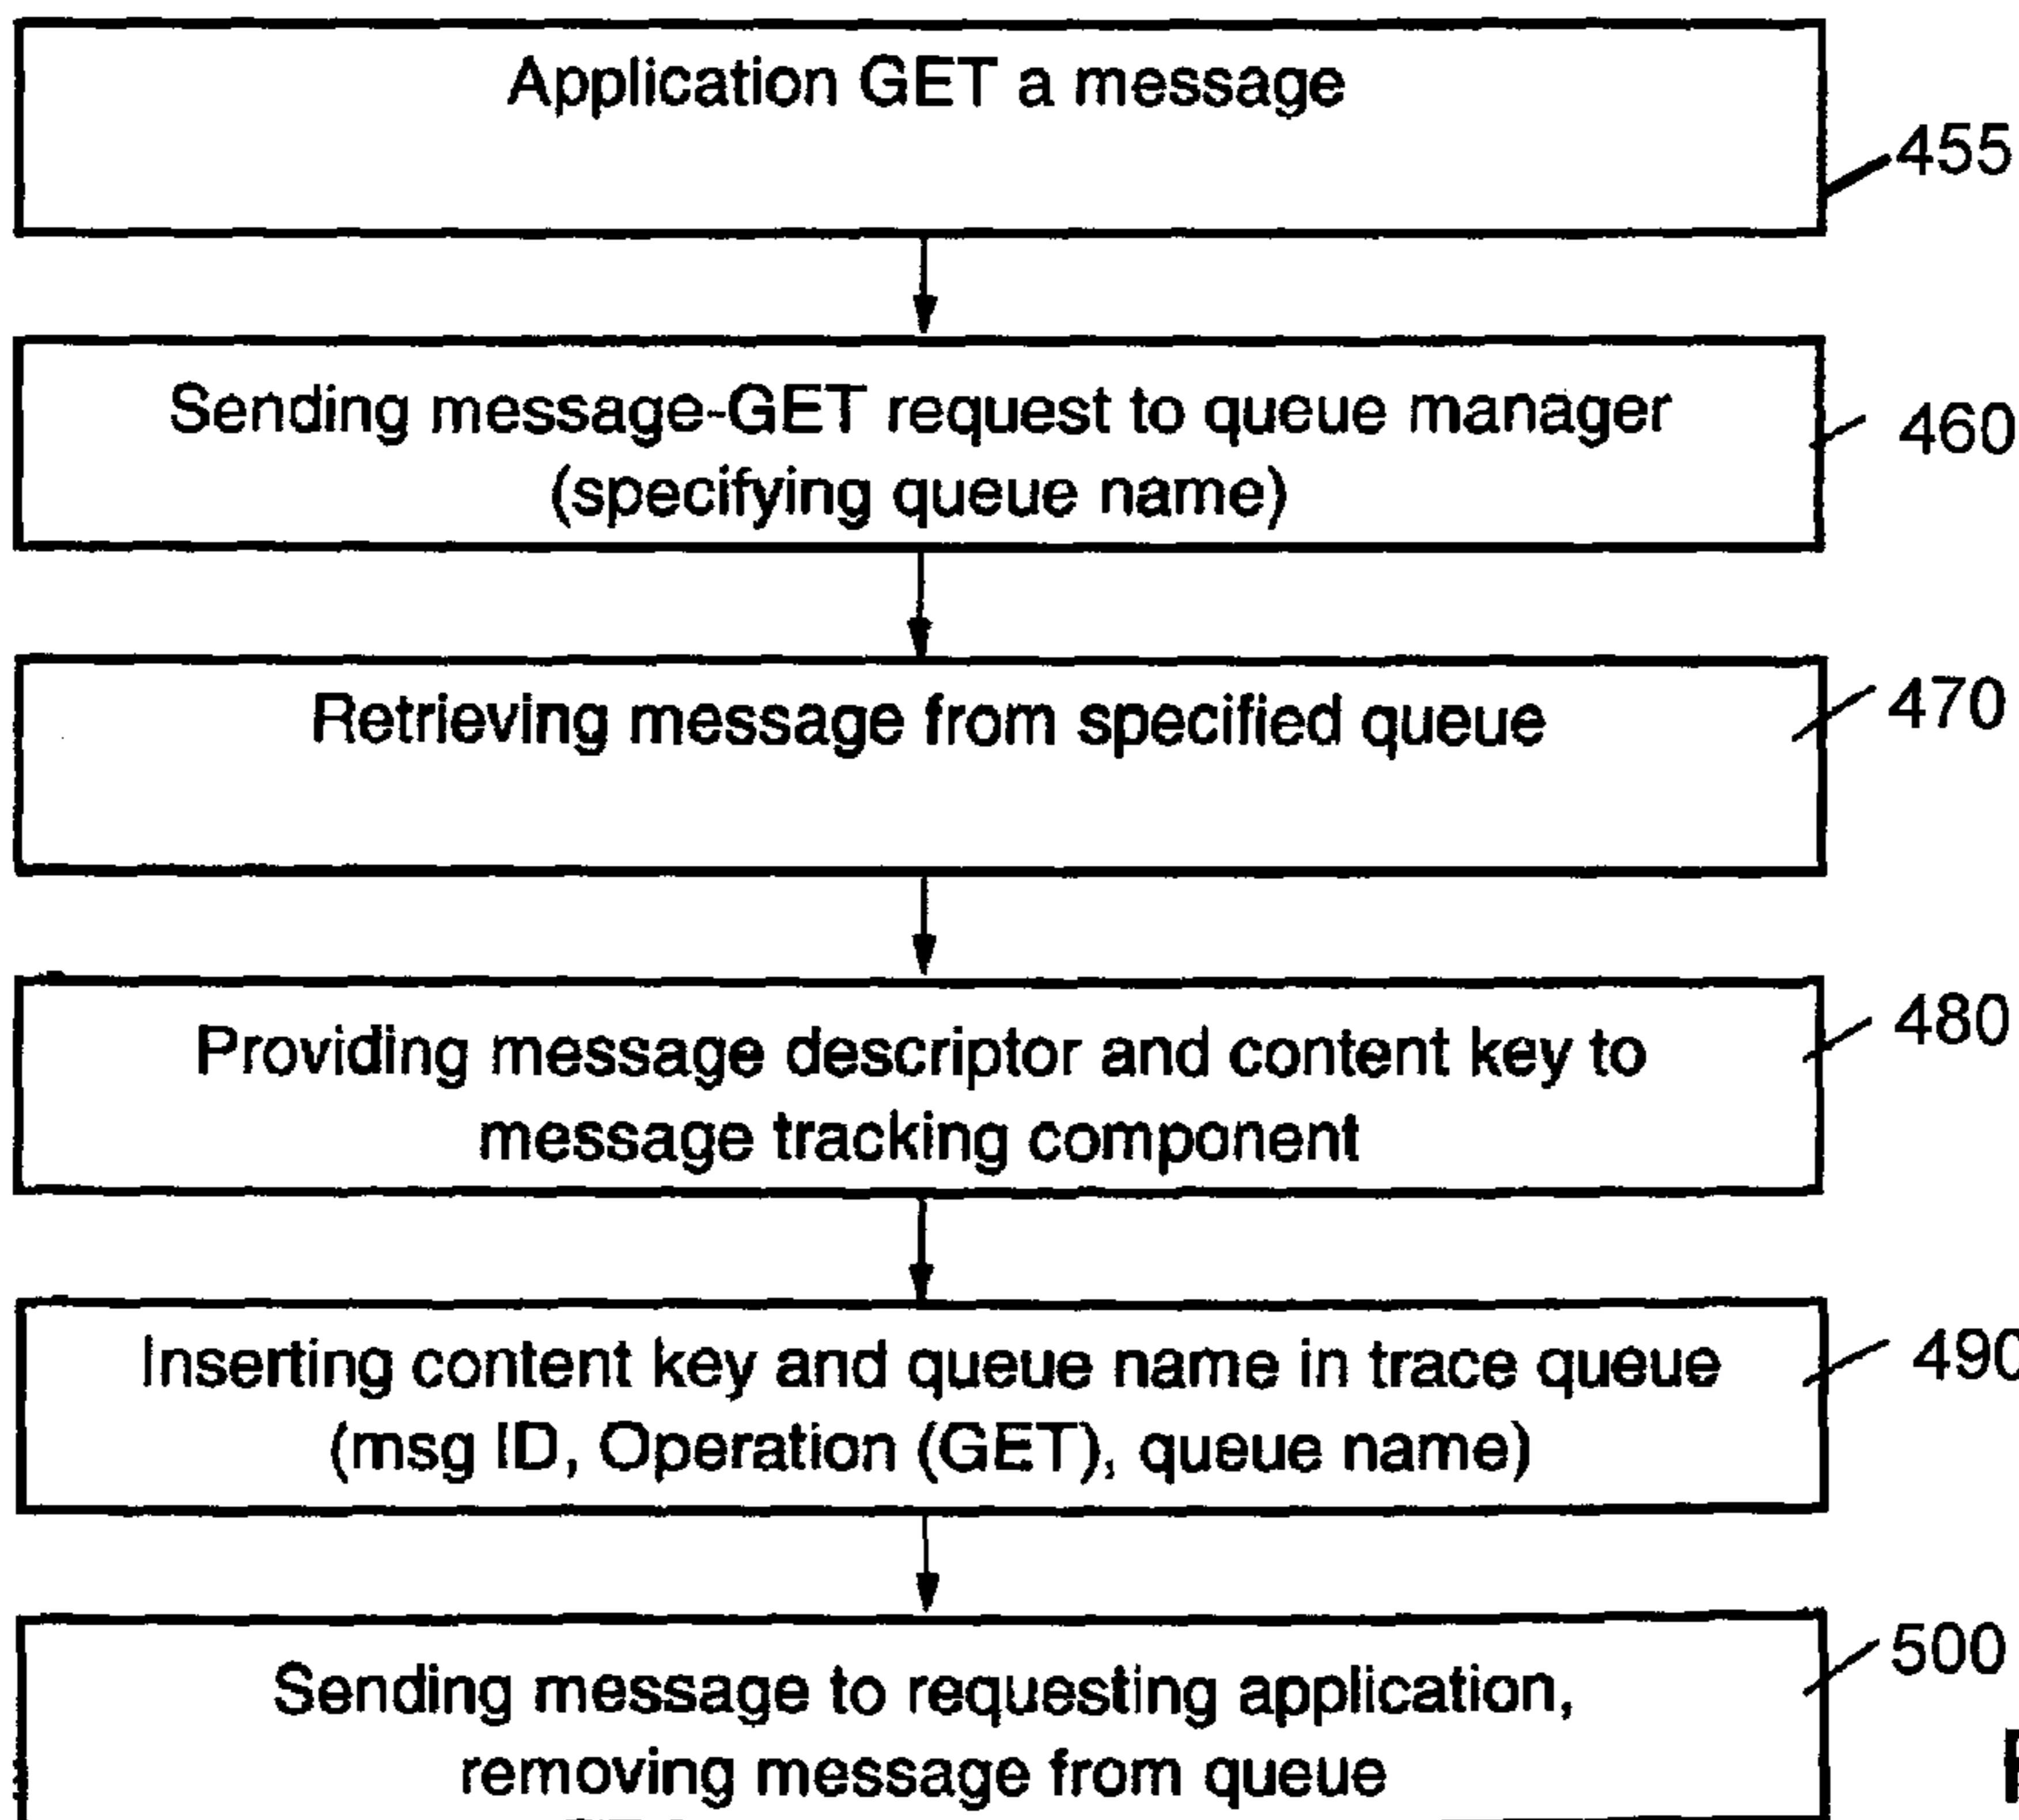 Application GET a message
455
Sending message-GET request to queue manager
460
(specifying queue name)
Retrieving message from specified queue
470
Providing message descriptor and content key to
480
message tracking component
Inserting content key and queue name in trace queue
490
(msg ID, Operation (GET), queue name)
Sending message to requesting application,
500
removing message from queue